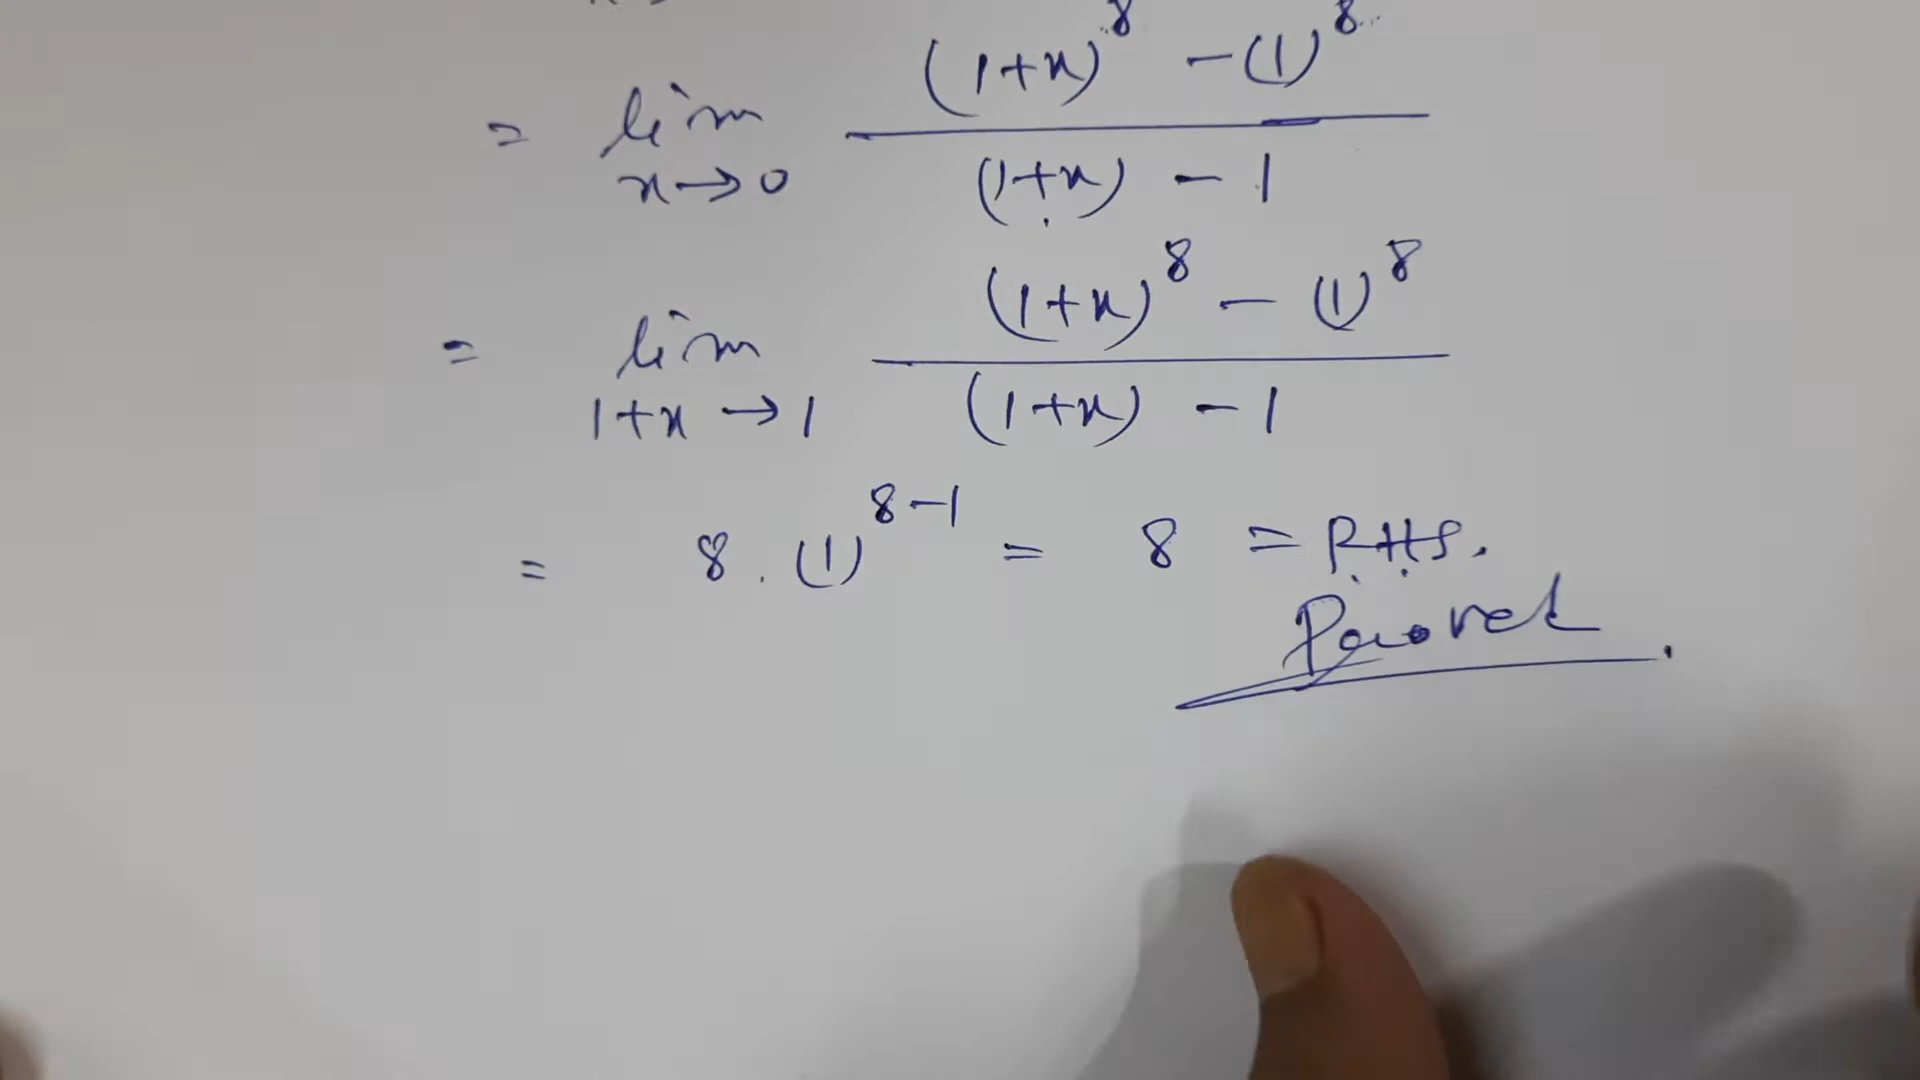 = lim x→0 (1+x)^8 - (1)^8 / (1+x) - 1
= lim 1+x→1 (1+x)^8 - (1)^8 / (1+x) - 1
= 8 . (1)^8-1 = 8 = RHS.
Proved.